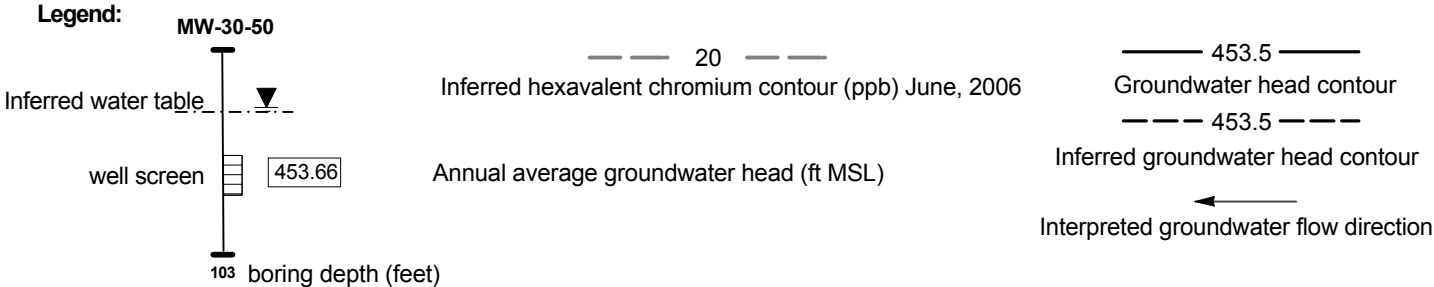 Legend:
MW-30-50
Inferred water table
well screen
453.66
103 boring depth (feet)
20
Inferred hexavalent chromium contour (ppb) June, 2006
Annual average groundwater head (ft MSL)
453.5
Groundwater head contour
453.5
Inferred groundwater head contour
Interpreted groundwater flow direction